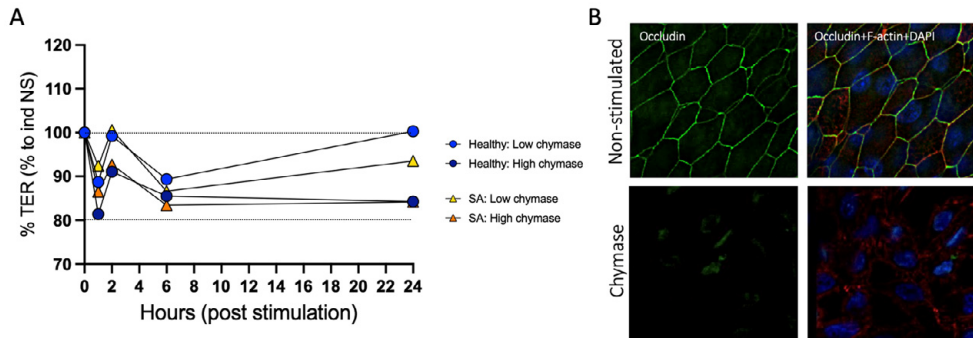 A
% TER (% to ind NS)
120
110
100
90
80
70
0 2 4 6 8 10 12 14 16 18 20 22 24
Hours (post stimulation)
Healthy: Low chymase
Healthy: High chymase
SA: Low chymase
SA: High chymase
B
Non-stimulated
Chymase
Occludin
Occludin+F-actin+DAPI